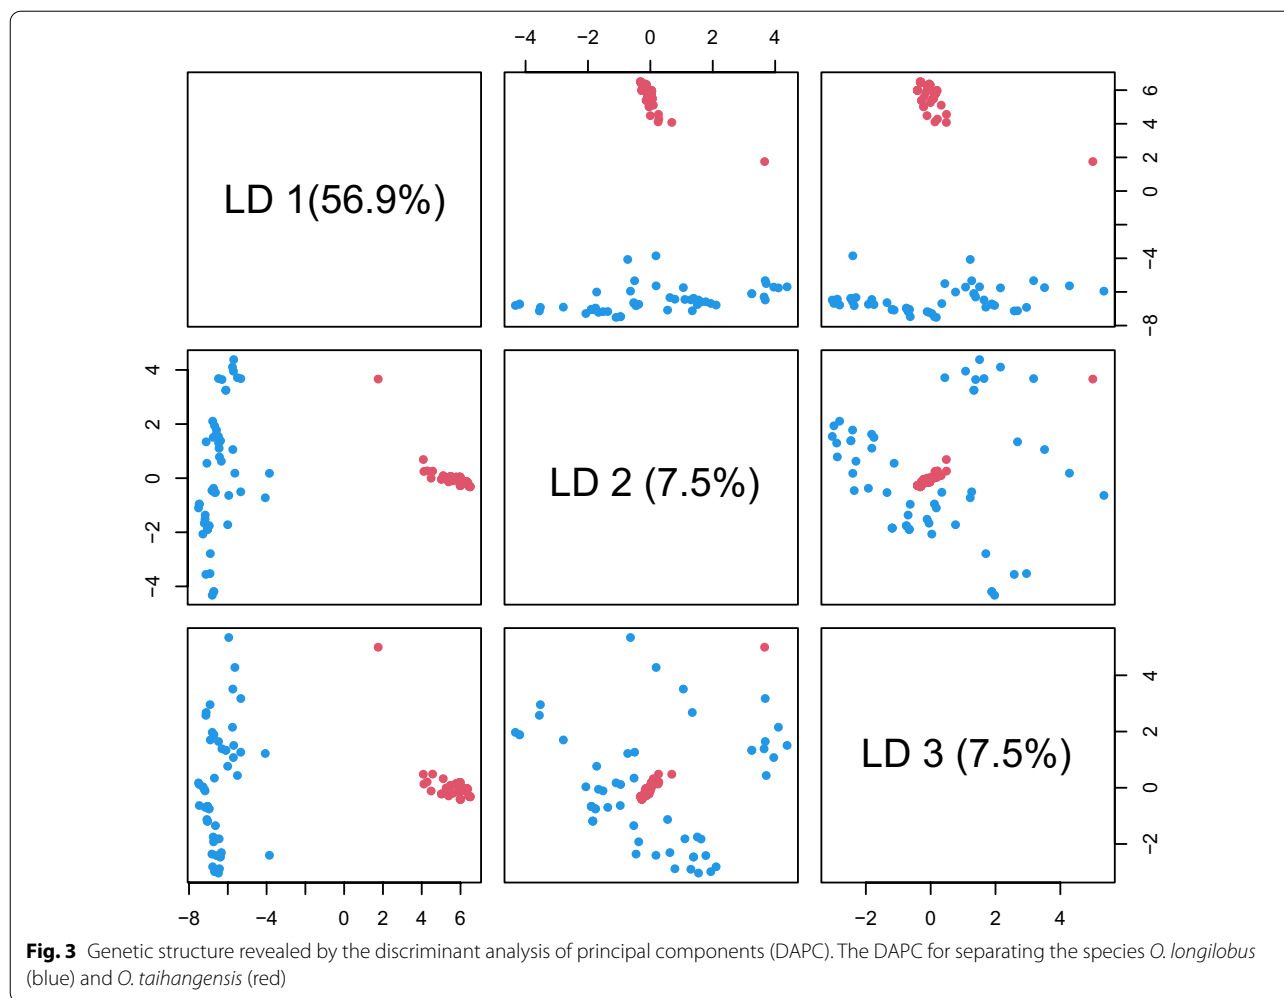 −4 −2 0 2 4
LD 1(56.9%)
−8 −4 0 2 4 6
−4 −2 0 2 4
LD 2 (7.5%)
LD 3 (7.5%)
−2 0 2 4
−8 −4 0 2 4 6
−2 0 2 4
Fig. 3 Genetic structure revealed by the discriminant analysis of principal components (DAPC). The DAPC for separating the species O. longilobus
(blue) and O. taihangensis (red)